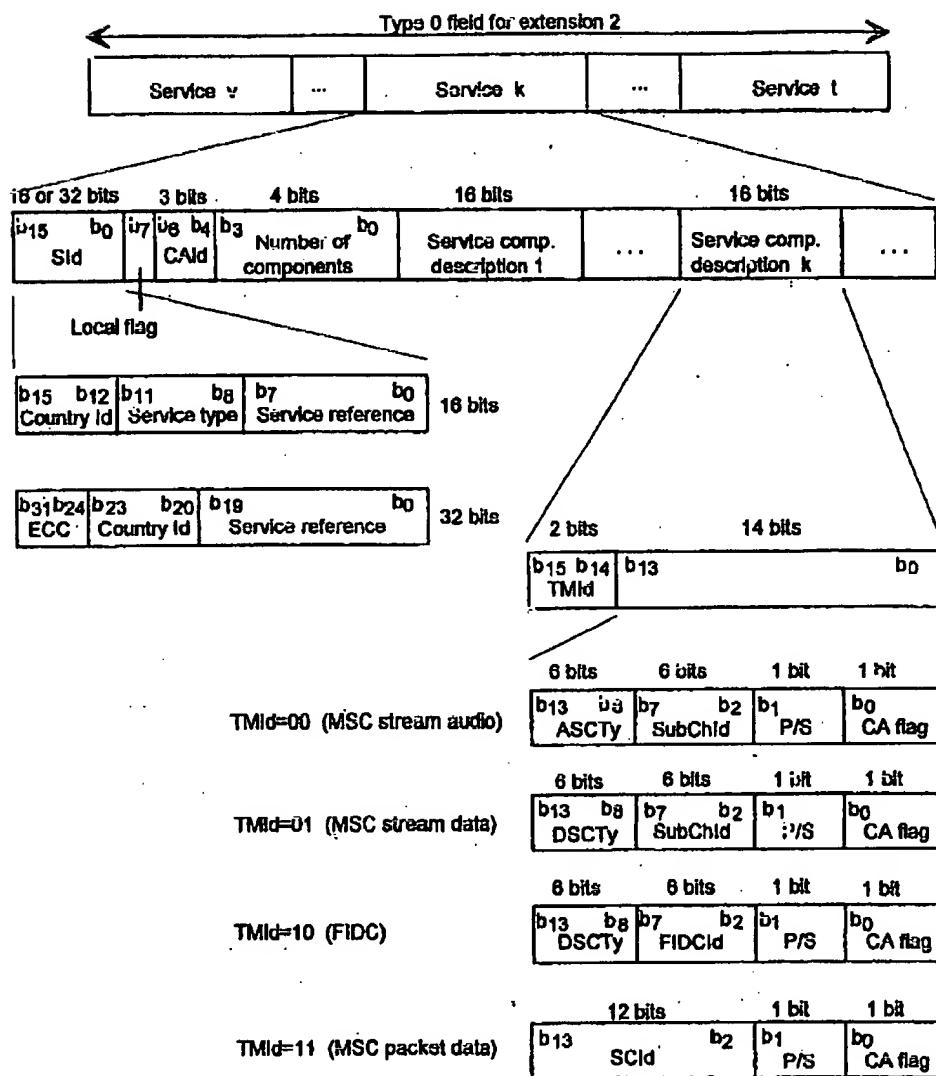 Type 0 field for extension 2
Service v ... Service k ... Service t
16 or 32 bits 3 bits 4 bits 16 bits 16 bits
b15 b0 b7 b6 b4 b3 b0
SId CAId Number of components Service comp. description 1 ... Service comp. description k ...
Local flag
b15 b12 b11 b8 b7 b0
Country Id Service type Service reference 16 bits
b31 b24 b23 b20 b19 b0
ECC Country Id Service reference 32 bits
2 bits 14 bits
b15 b14 b13 b0
TMId
6 bits 6 bits 1 bit 1 bit
TMId=00 (MSC stream audio) b13 b8 b7 b2 b1 b0
ASCTy SubChId P/S CA flag
6 bits 6 bits 1 bit 1 bit
TMId=01 (MSC stream data) b13 b8 b7 b2 b1 b0
DSCTy SubChId P/S CA flag
6 bits 6 bits 1 bit 1 bit
TMId=10 (FIDC) b13 b8 b7 b2 b1 b0
DSCTy FIDCId P/S CA flag
12 bits 1 bit 1 bit
TMId=11 (MSC packet data) b13 b2 b1 b0
SCId P/S CA flag